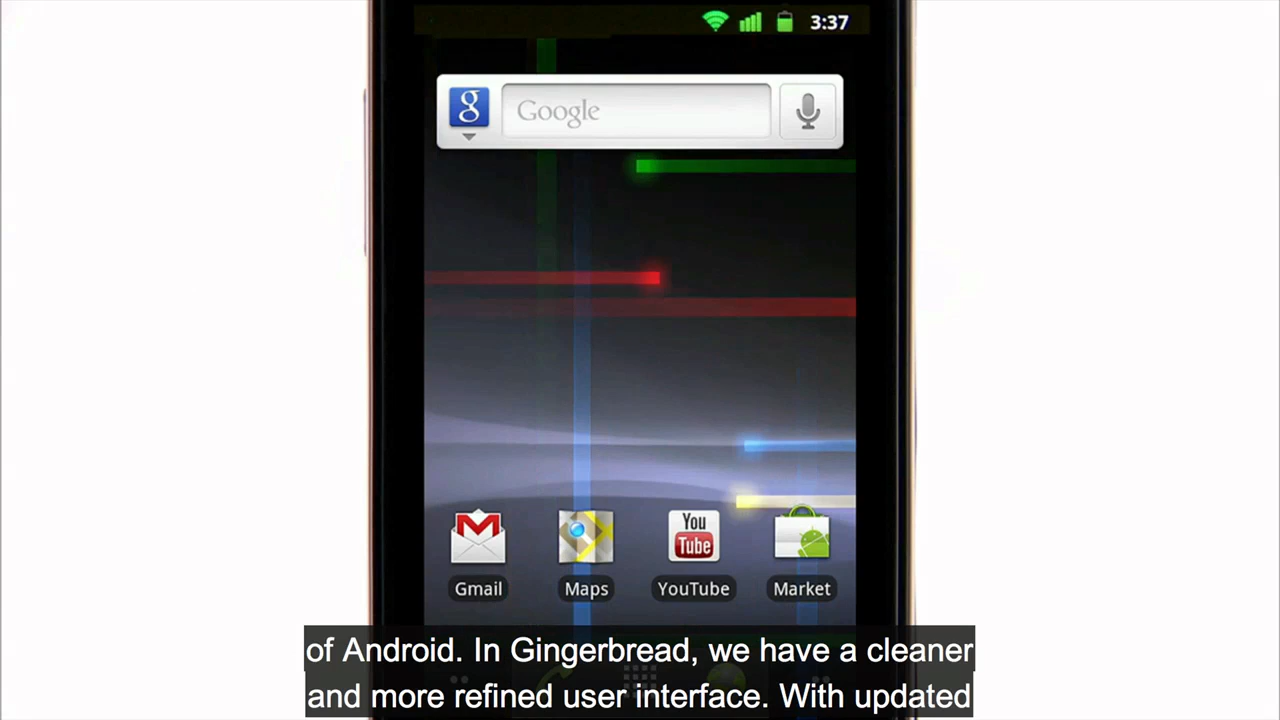 3:37
g Google
Gmail Maps You Tube Market
YouTube
of Android. In Gingerbread, we have a cleaner
and more refined user interface. With updated